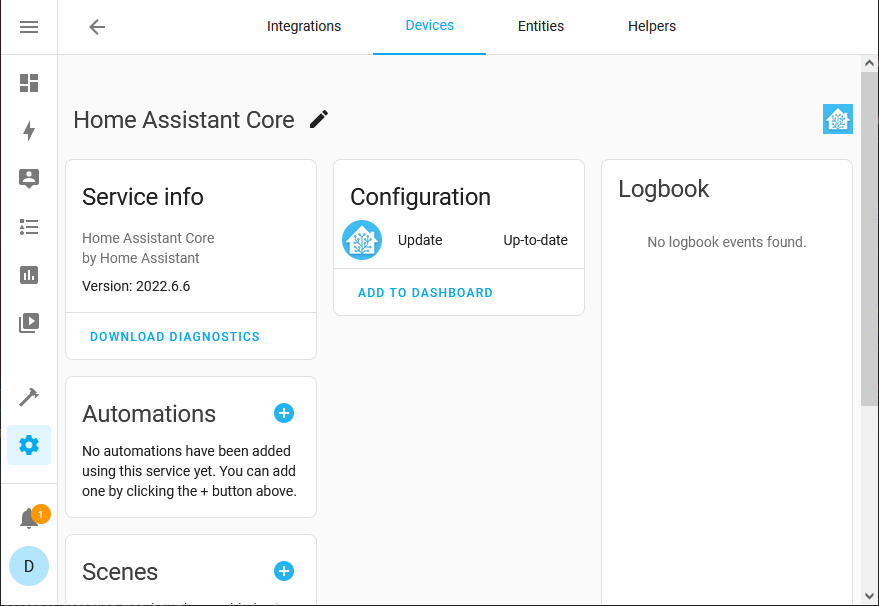 Integrations
Devices
Entities
Helpers
Home Assistant Core
Service info
Home Assistant Core
by Home Assistant
Version: 2022.6.6
DOWNLOAD DIAGNOSTICS
Configuration
Update
Up-to-date
ADD TO DASHBOARD
Logbook
No logbook events found.
Automations
No automations have been added
using this service yet. You can add
one by clicking the + button above.
Scenes
1
D